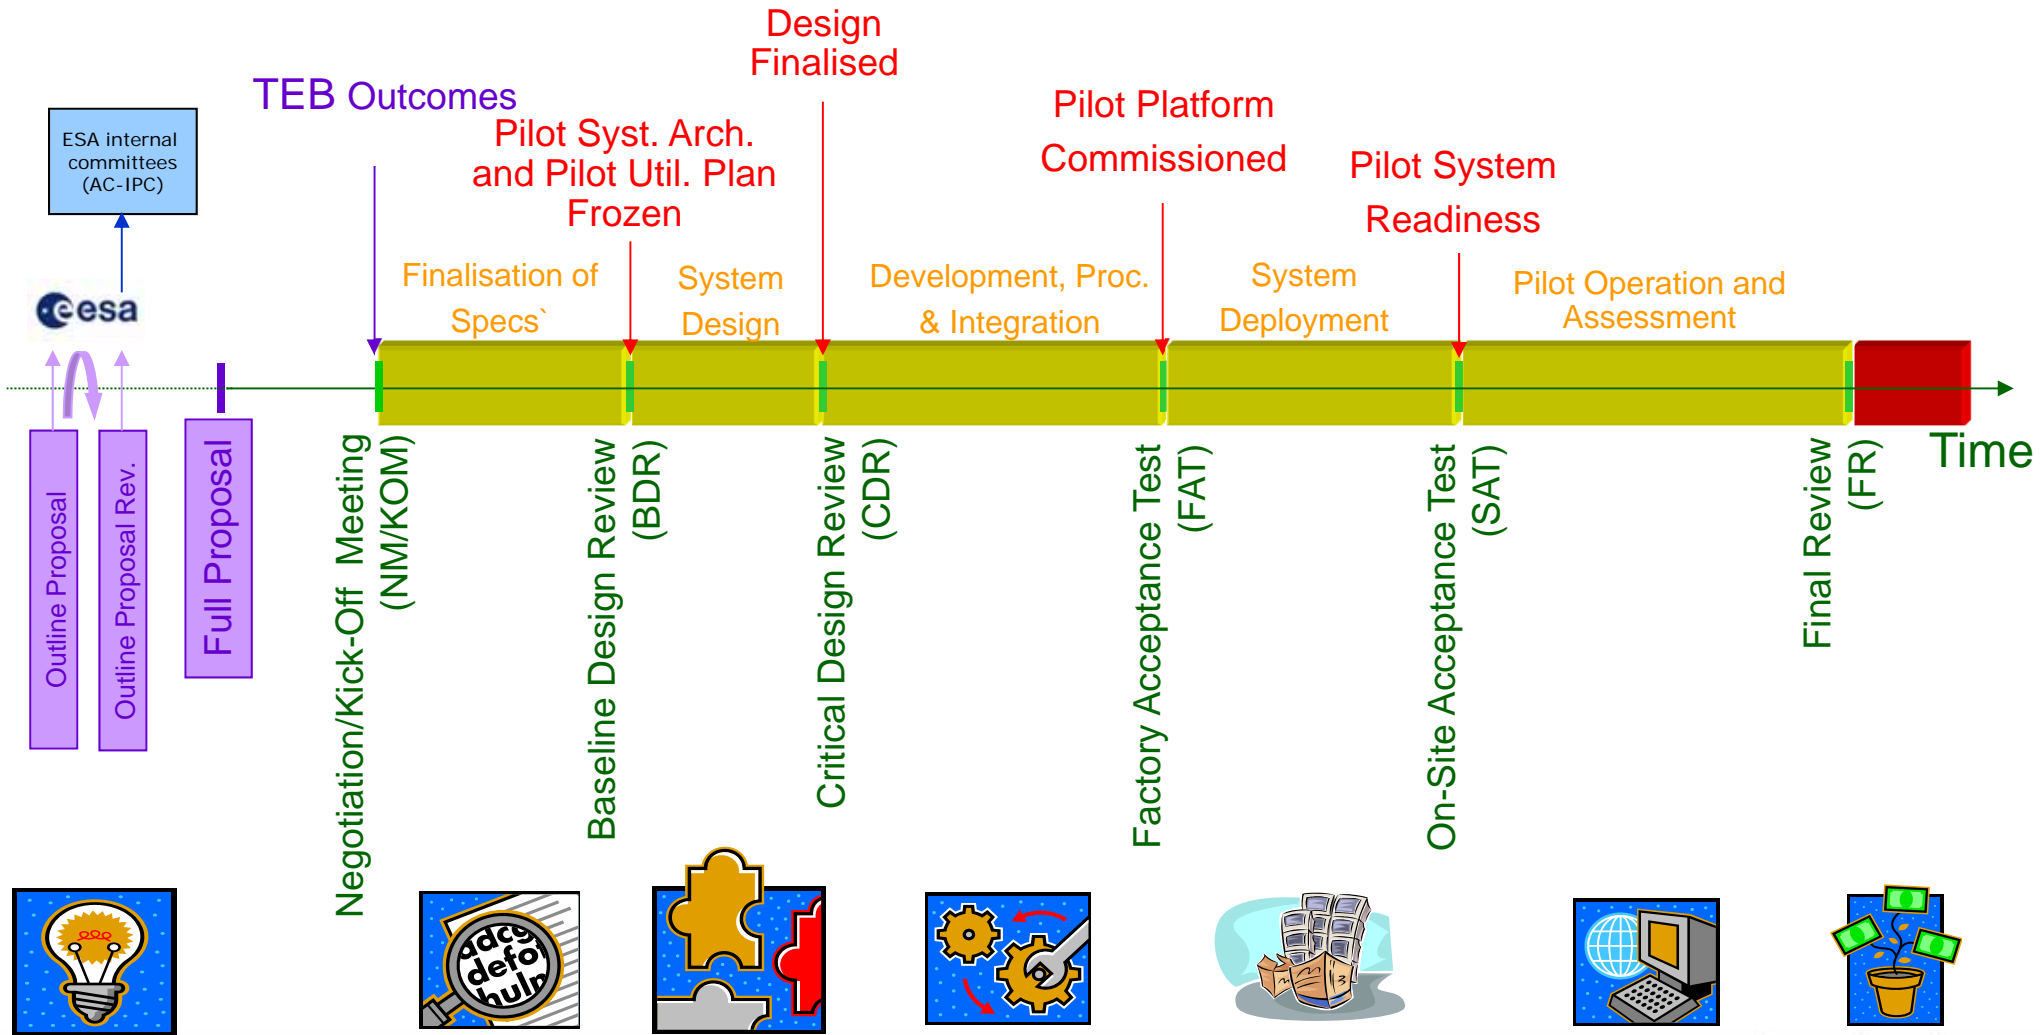 Design
Finalised
TEB Outcomes
Pilot Syst. Arch.
and Pilot Util. Plan
Frozen
Pilot Platform
Commissioned
Pilot System
Readiness
ESA internal
committees
(AC-IPC)
esa
Finalisation of
Specs`
System
Design
Development, Proc.
& Integration
System
Deployment
Pilot Operation and
Assessment
Time
Outline Proposal
Outline Proposal Rev.
Full Proposal
Negotiation/Kick-Off Meeting
(NM/KOM)
Baseline Design Review
(BDR)
Critical Design Review
(CDR)
Factory Acceptance Test
(FAT)
On-Site Acceptance Test
(SAT)
Final Review
(FR)